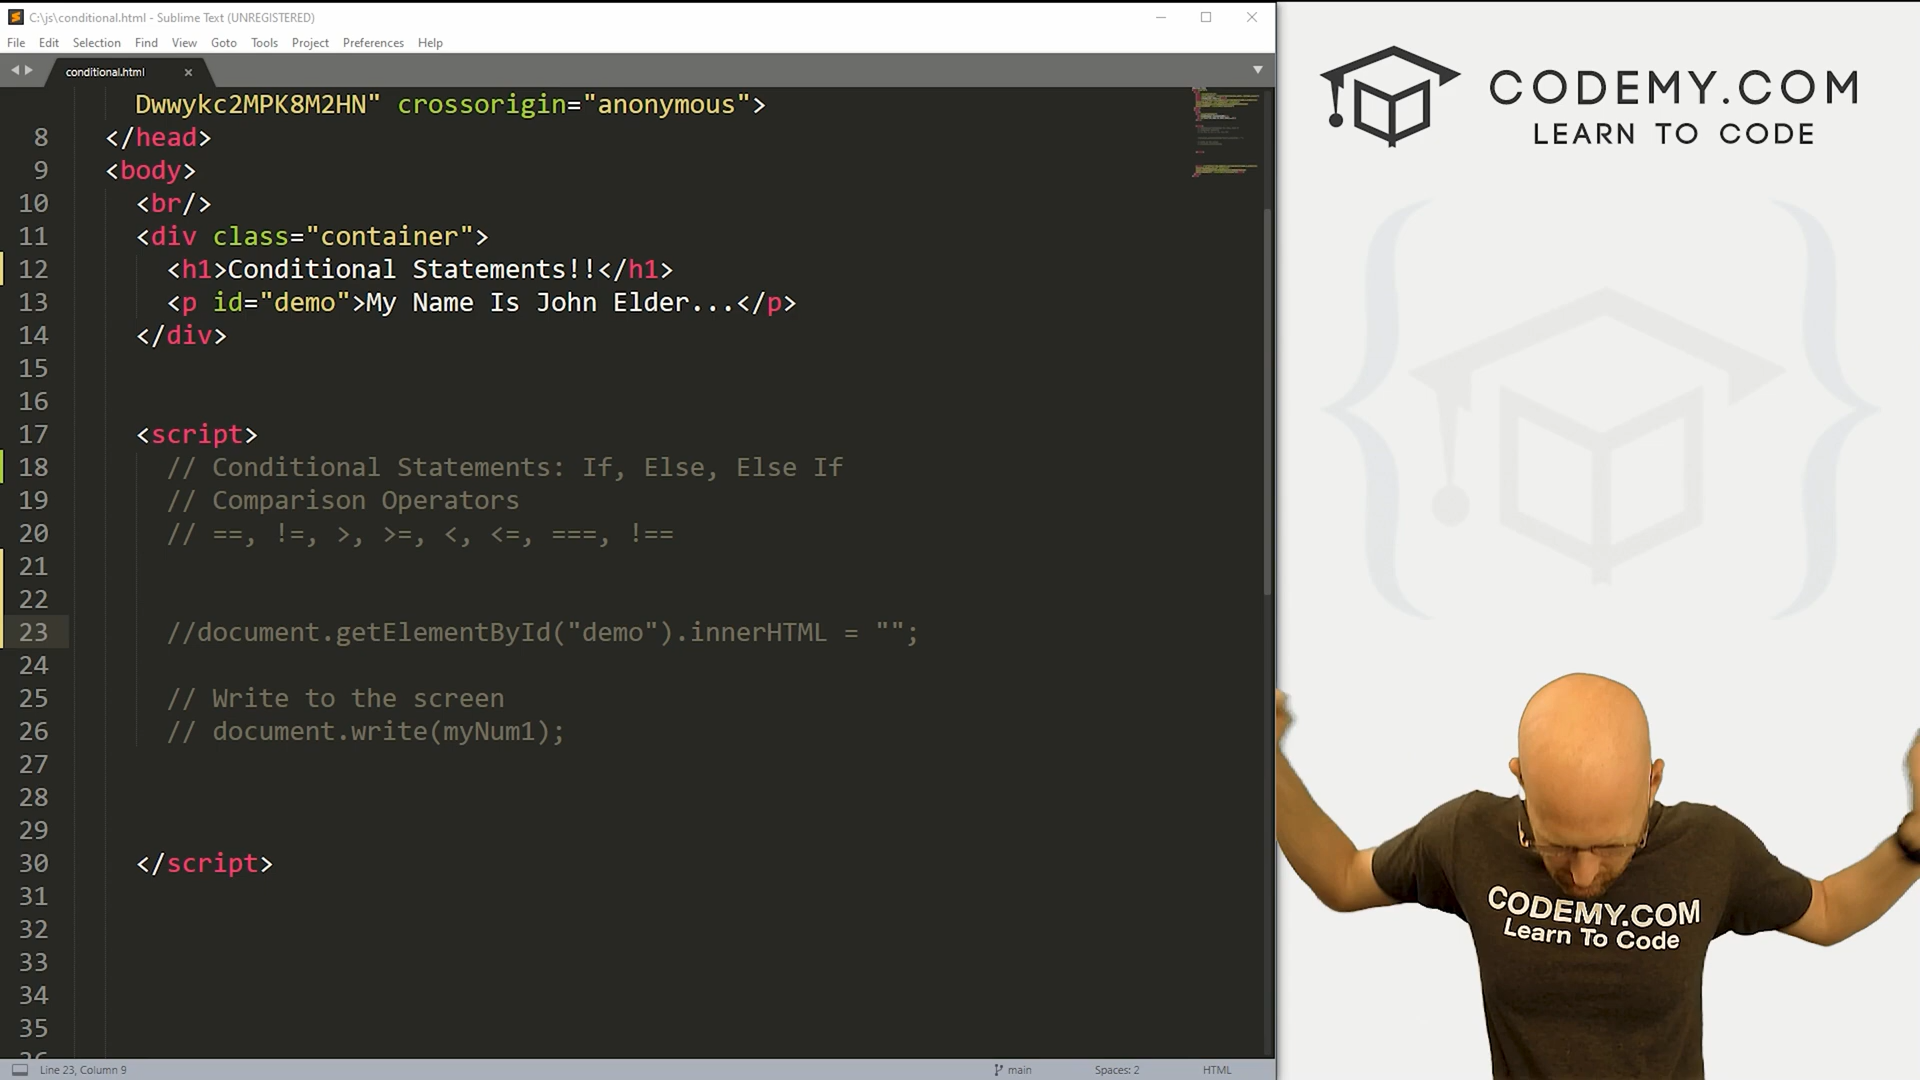 C:\js\conditional.html - Sublime Text (UNREGISTERED)
File Edit Selection Find View Goto Tools Project Preferences Help
conditional.html
Dwwykc2MPK8M2HN" crossorigin="anonymous">
8 </head>
9 <body>
10 <br/>
11 <div class="container">
12 <h1>Conditional Statements!!</h1>
13 <p id="demo">My Name Is John Elder...</p>
14 </div>
15
16
17 <script>
18 // Conditional Statements: If, Else, Else If
19 // Comparison Operators
20 // ==, !=, >, >=, <, <=, ===, !==
21
22
23 //document.getElementById("demo").innerHTML = "";
24
25 // Write to the screen
26 // document.write(myNum1);
27
28
29
30 </script>
31
32
33
34
35
Line 23, Column 9
main
Spaces: 2
HTML
CODEMY.COM
LEARN TO CODE
CODEMY.COM
Learn To Code